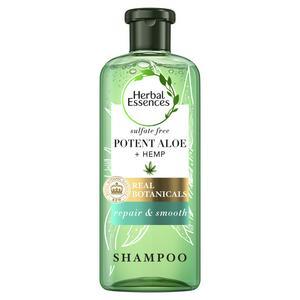 Herbal
Essences
sulfate free
POTENT ALOE
+ HEMP
REAL
BOTANICALS
repair & smooth
SHAMPOO